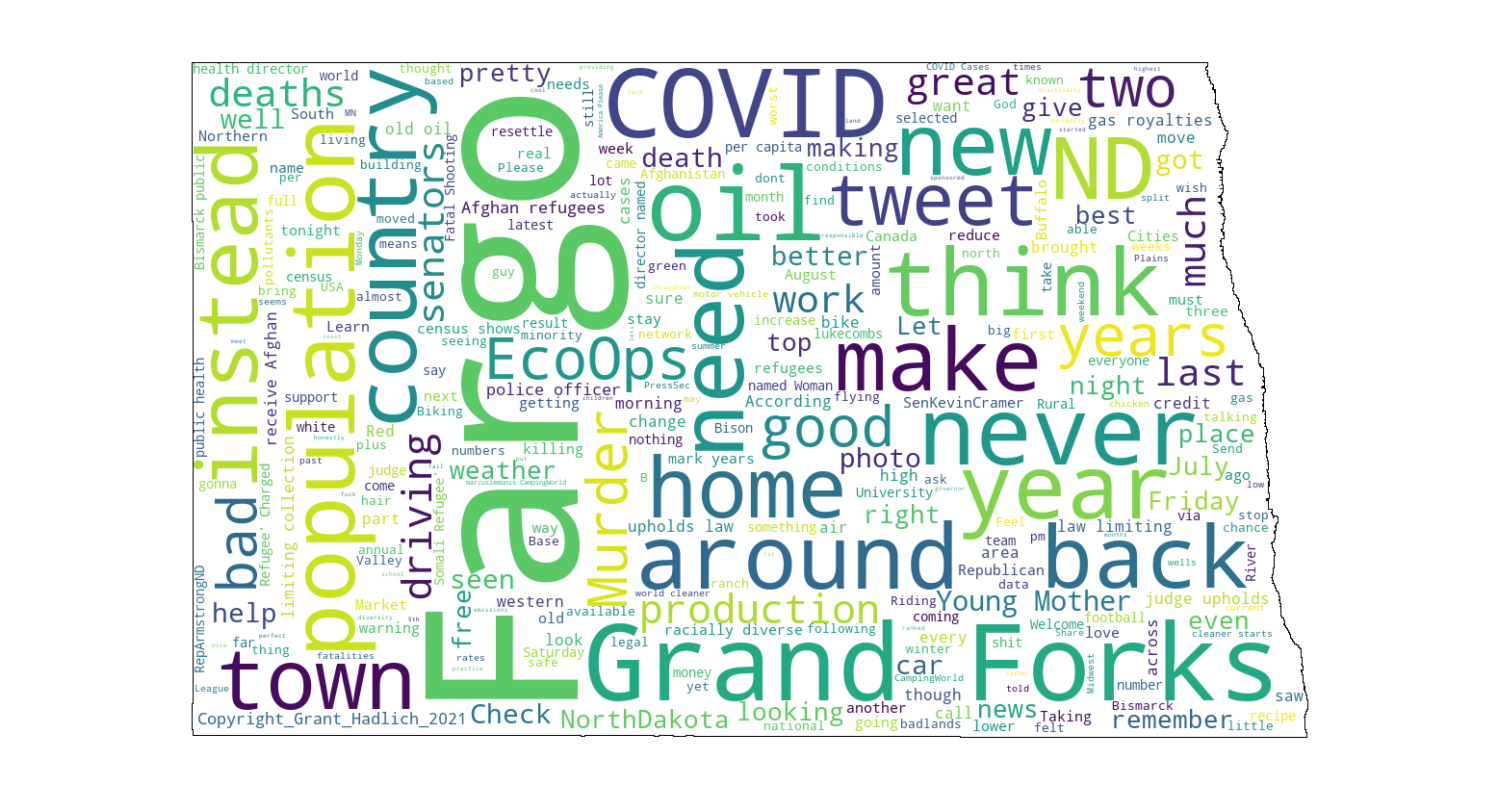 health director
world
thought
based
pretty
needs
providing
cool
COVID
America Please
lack
worst
COVID Cases
times
highest
great
known
drastically
two
deaths
well
South
MN
country
old oil
senators
resettle
still
land
want
God
give
currently
started
gas royalties
selected
Northern
living
building
Fatal Shooting
real
Please
week
came
death
per capita
making
new
ND
move
got
instead
population
name
per
lot
actually
Afghanistan
dont
conditions
sponsored
split
wish
Bismarck public
full
moved
Afghan refugees
latest
cases
oil
month
took
find
tweet
Buffalo
best
able
much
pollutants
tonight
Monday
means
Fargo
director named
responsible
Canada
reduce
north
brought
Cities
weeks
Plains
census
USA
bring
seems
almost
guy
green
throughout
need
better
August
amount
think
take
weekend
must
three
receive Afghan
Learn
least
meet
census shows
seeing
result
minority
sure
stay
network
lets
motor vehicle
work
increase
bike
lukecombs
summer
top
Let
big
first
years
everyone
public health
say
EcoOps
PressSec
refugees
make
last
support
next
Biking
police officer
getting
children
morning
may
According
named Woman
flying
SenKevinCramer
Rural
night
chicken
credit
gas
white
honestly
Red
plus
numbers
killing
change
nothing
Bison
good
never
talking
Send
place
past
gonna
Refugee' Charged
limiting collection
judge
come
hair
driving
fall
weather
out
marcuslemonis CampingWorld
Murder
mark years
B
photo
high
ask
University
governor
year
July
ago
low
bad
fuck
part
annual
Valley
Somali Refugee'
way
Base
home
upholds law
something
air
right
Feel
team
pm
Friday
law limiting
via
stop
chance
RepArmstrongND
school
seen
around
1st
area
Republican
data
back
months
wells
River
help
Market
warning
diversity
emissions
free
western
old
available
world cleaner
ranch
production
Riding
coming
Young Mother
judge upholds
current
even
far
thing
perfect
nice
fatalities
5th
rates
practice
look
Saturday
safe
legal
racially diverse
following
every
winter
ranked
Welcome
Share
football
love
across
cleaner starts
town
League
money
yet
Grand Forks
car
CampingWorld
though
shit
told
rather
Midwest
number
Bismarck
saw
Copyright_Grant_Hadlich_2021
Check
NorthDakota
looking
national
another
going
badlands
call
news
lower
Taking
felt
remember
little
recipe